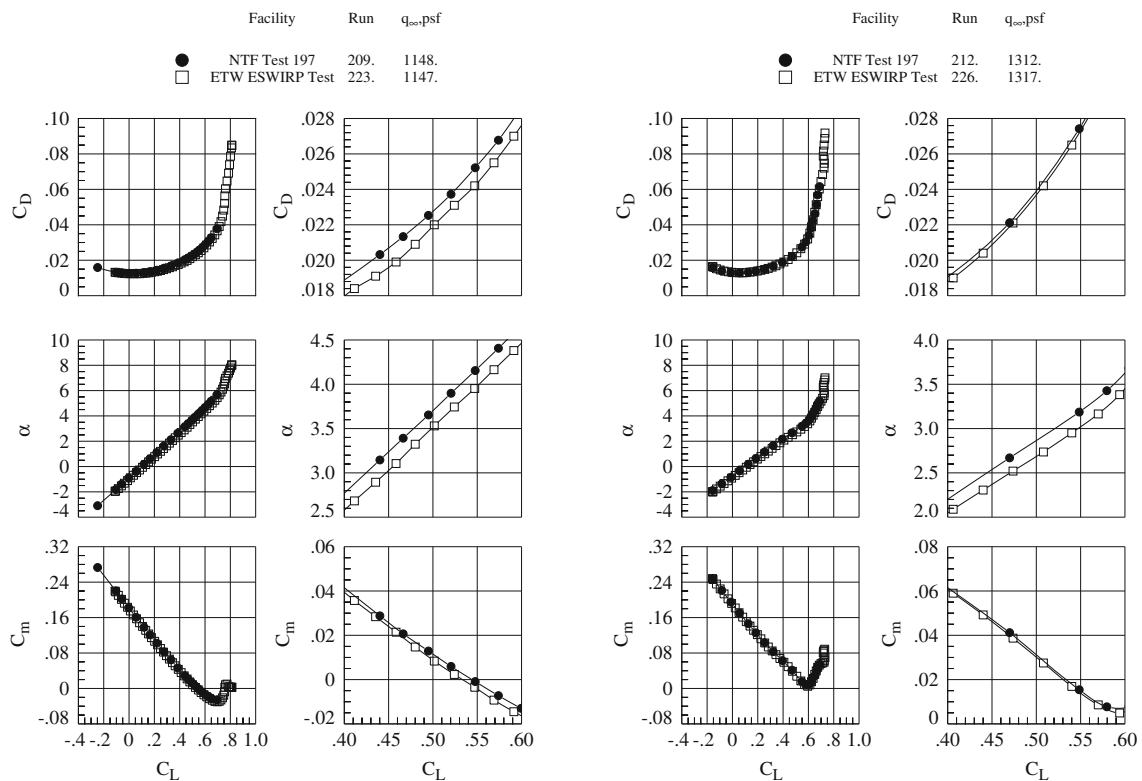 Facility Run q∞,psf
NTF Test 197 209. 1148.
ETW ESWIRP Test 223. 1147.
.10
.08
.06
.04
.02
0
CD
.028
.026
.024
.022
.020
.018
CD
10
8
6
4
2
0
-2
-4
α
4.5
4.0
3.5
3.0
2.5
α
.32
.24
.16
.08
0
-.08
Cm
-.4 -.2 0 .2 .4 .6 .8 1.0
CL
.06
.04
.02
0
-.02
Cm
.40 .45 .50 .55 .60
CL
Facility Run q∞,psf
NTF Test 197 212. 1312.
ETW ESWIRP Test 226. 1317.
.10
.08
.06
.04
.02
0
CD
.028
.026
.024
.022
.020
.018
CD
10
8
6
4
2
0
-2
-4
α
4.0
3.5
3.0
2.5
2.0
α
.32
.24
.16
.08
0
-.08
Cm
-.4 -.2 0 .2 .4 .6 .8 1.0
CL
.08
.06
.04
.02
0
Cm
.40 .45 .50 .55 .60
CL